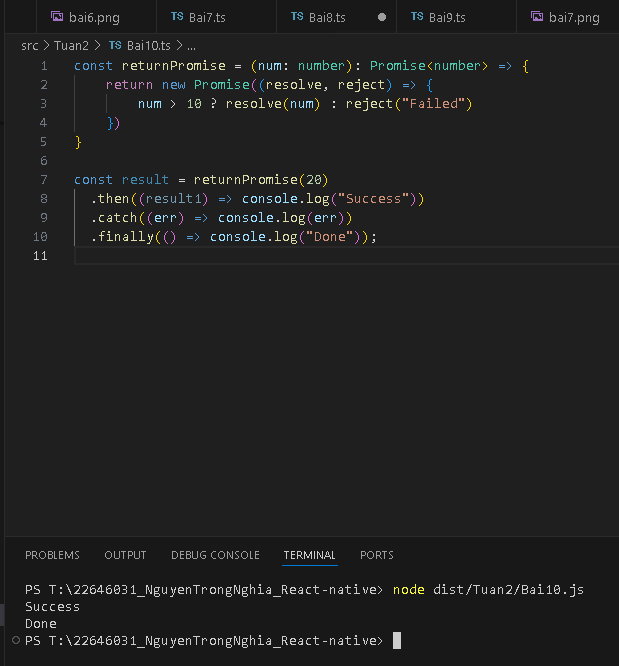 bai6.png TS Bai7.ts TS Bai8.ts TS Bai9.ts bai7.png
src > Tuan2 > TS Bai10.ts > ...
1 const returnPromise = (num: number): Promise<number> => {
2 return new Promise((resolve, reject) => {
3 num > 10 ? resolve(num) : reject("Failed")
4 })
5 }
6
7 const result = returnPromise(20)
8 .then((result1) => console.log("Success"))
9 .catch((err) => console.log(err))
10 .finally(() => console.log("Done"));
11
PROBLEMS OUTPUT DEBUG CONSOLE TERMINAL PORTS
PS T:\22646031_NguyenTrongNghia_React-native> node dist/Tuan2/Bai10.js
Success
Done
PS T:\22646031_NguyenTrongNghia_React-native>